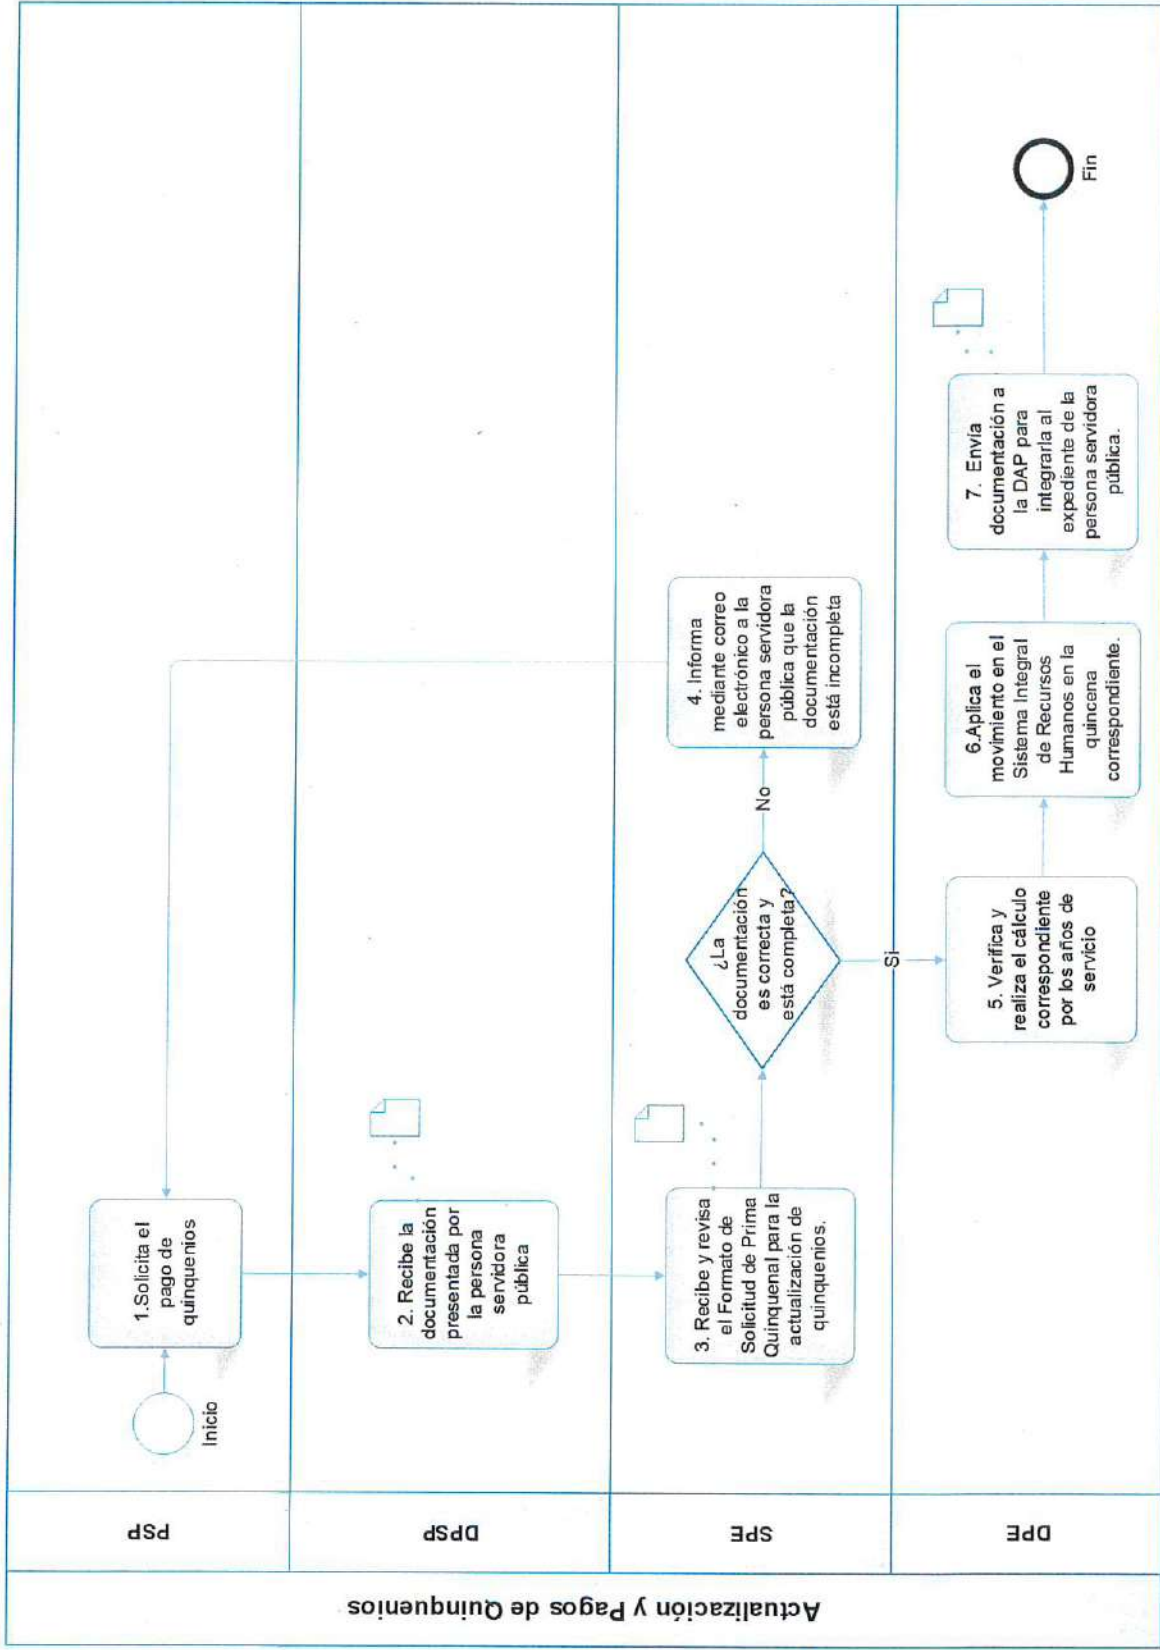 Actualización y Pagos de Quinquenios
PSP
Inicio
1.Solicita el
pago de
quinquenios
DPSP
2. Recibe la
documentación
presentada por
la persona
servidora
pública
SPE
3. Recibe y revisa
el Formato de
Solicitud de Prima
Quinquenal para la
actualización de
quinquenios.
¿La
documentación
es correcta y
está completa?
No
4. Informa
mediante correo
electrónico a la
persona servidora
pública que la
documentación
está incompleta
Si
DPE
5. Verifica y
realiza el cálculo
correspondiente
por los años de
servicio
6.Aplica el
movimiento en el
Sistema Integral
de Recursos
Humanos en la
quincena
correspondiente.
7. Envía
documentación a
la DAP para
integrarla al
expediente de la
persona servidora
pública.
Fin